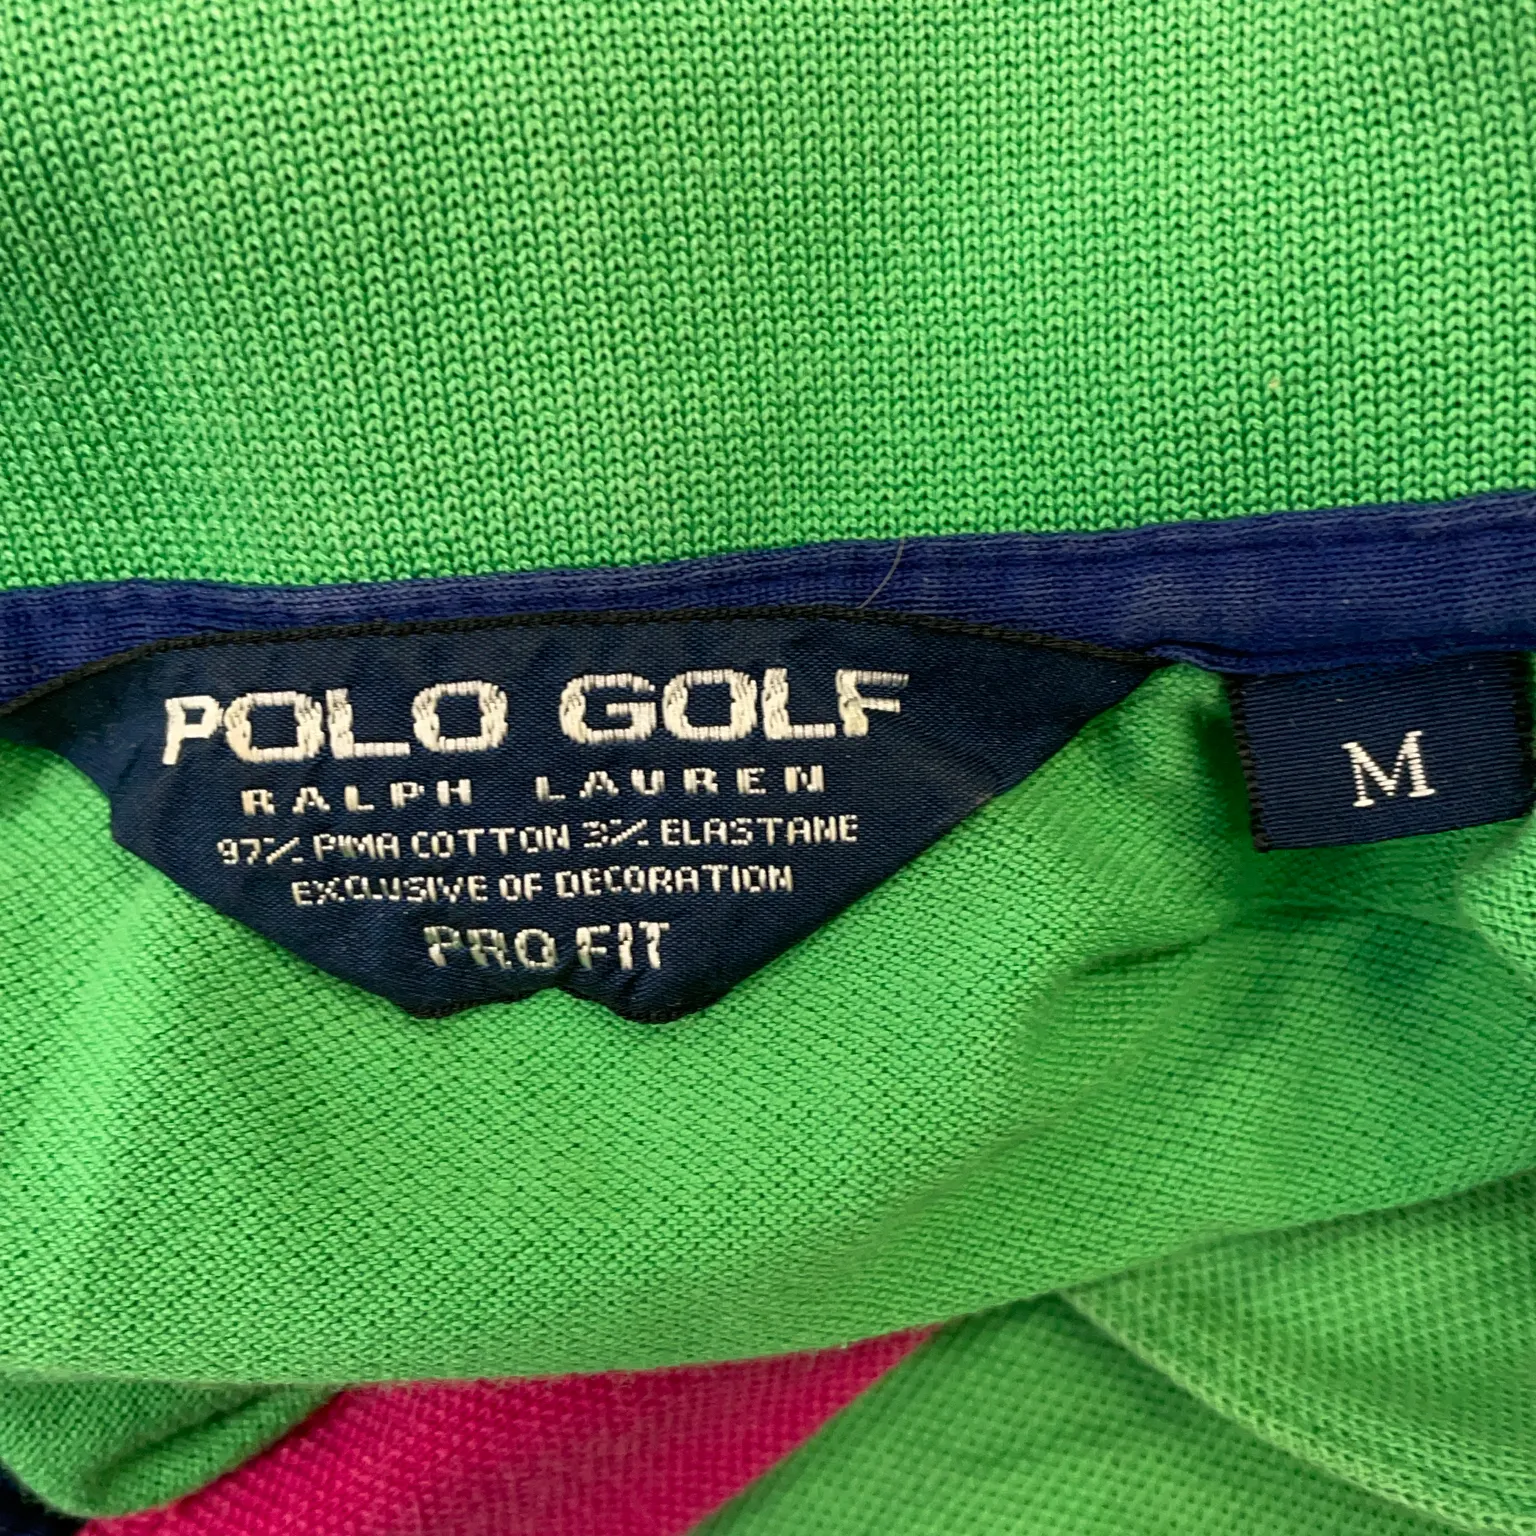 POLO GOLF
RALPH LAUREN
97% PIMA COTTON 3% ELASTANE
EXCLUSIVE OF DECORATION
PRO FIT
M